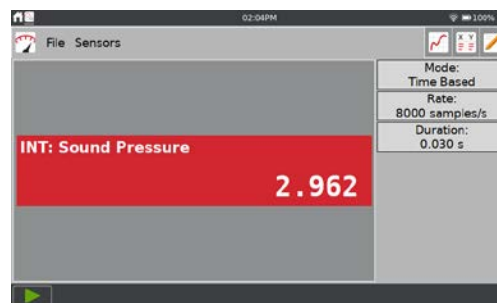 02:04PM
100%
File Sensors
X Y
Mode:
Time Based
Rate:
8000 samples/s
Duration:
0.030 s
INT: Sound Pressure
2.962